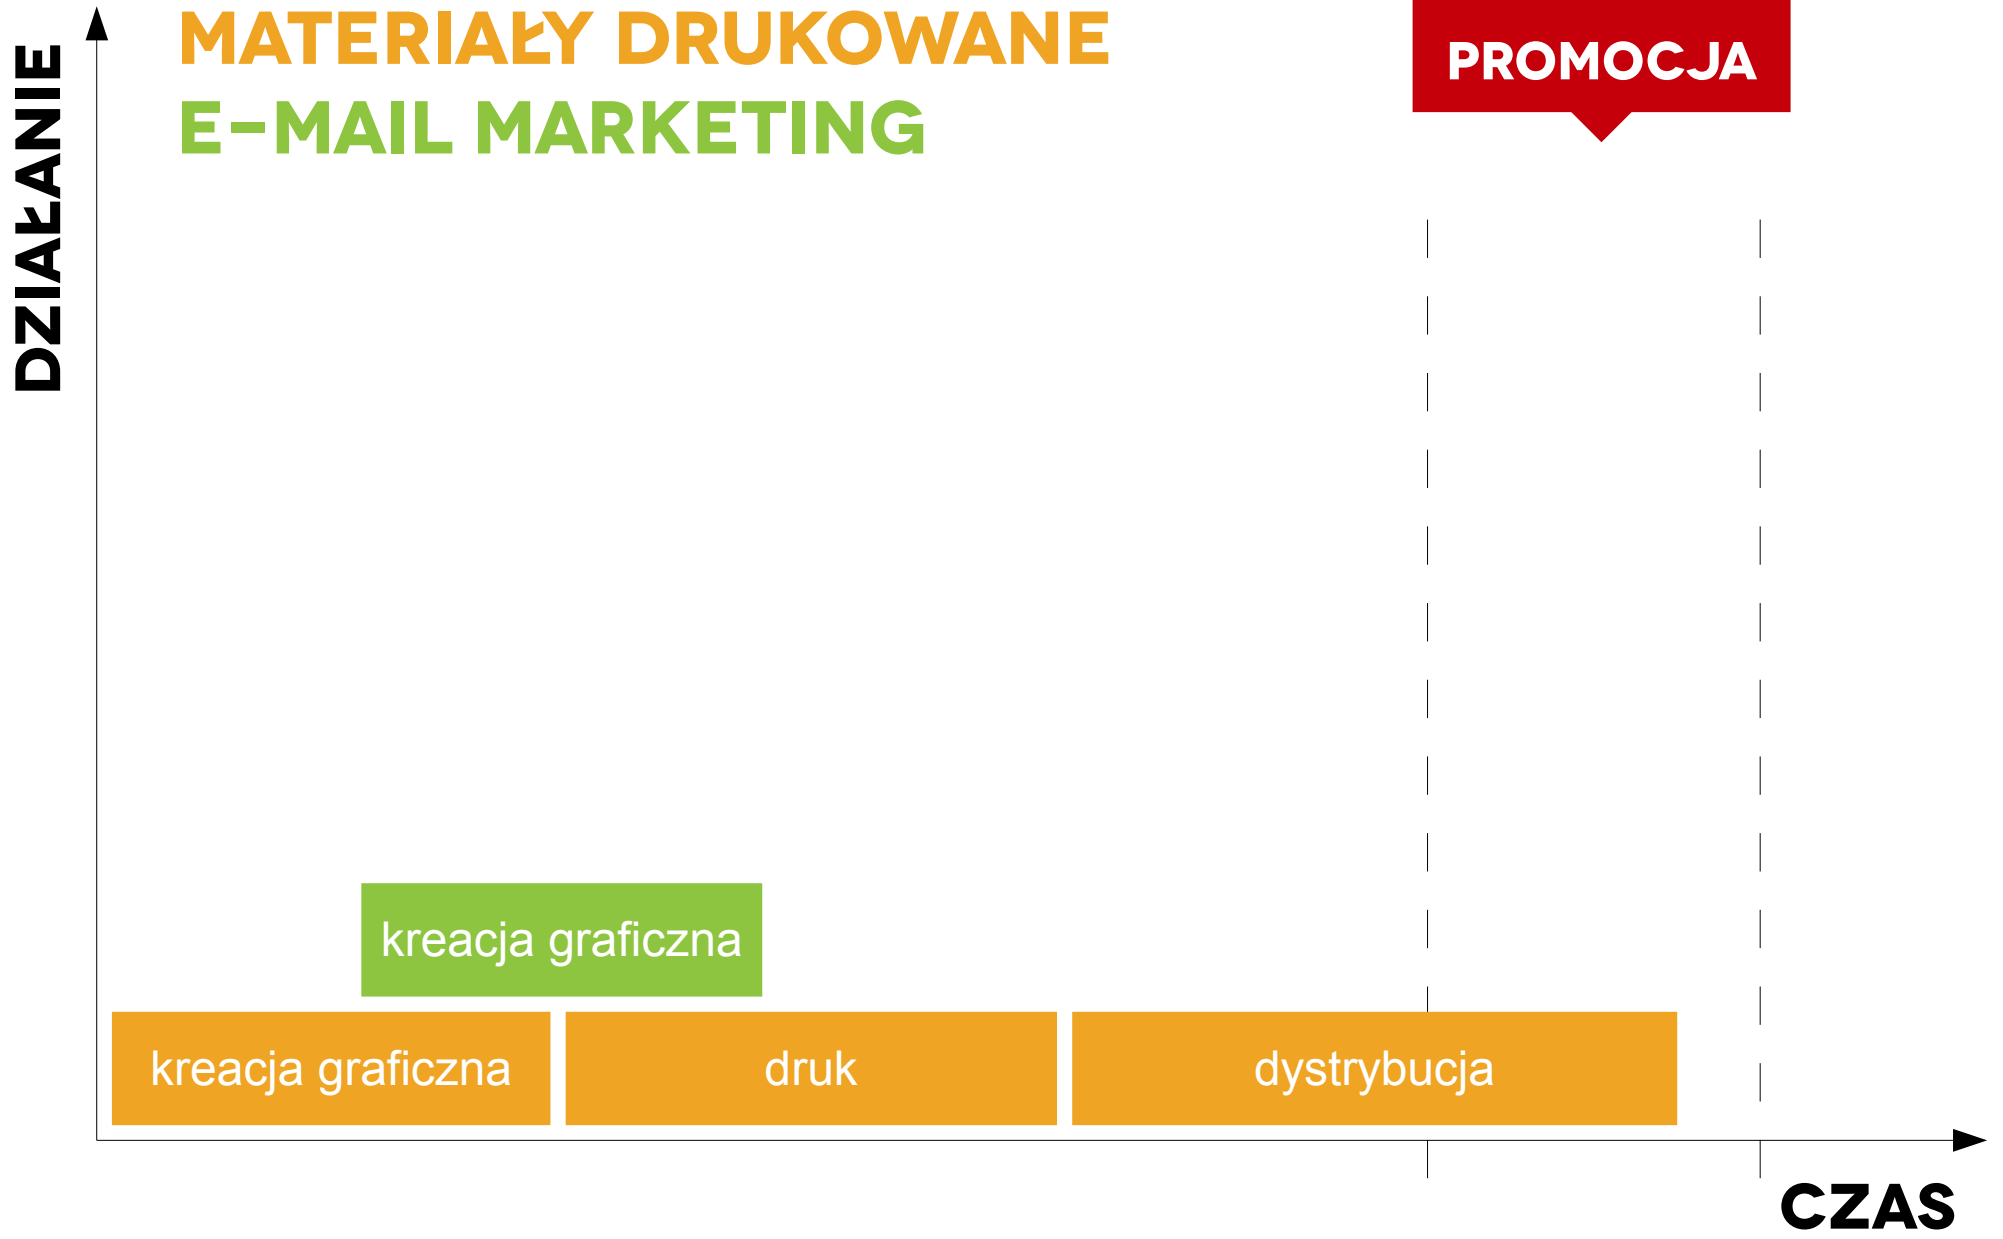 MATERIAŁY DRUKOWANE
E-MAIL MARKETING
PROMOCJA
DZIAŁANIE
kreacja graficzna
kreacja graficzna
druk
dystrybucja
CZAS